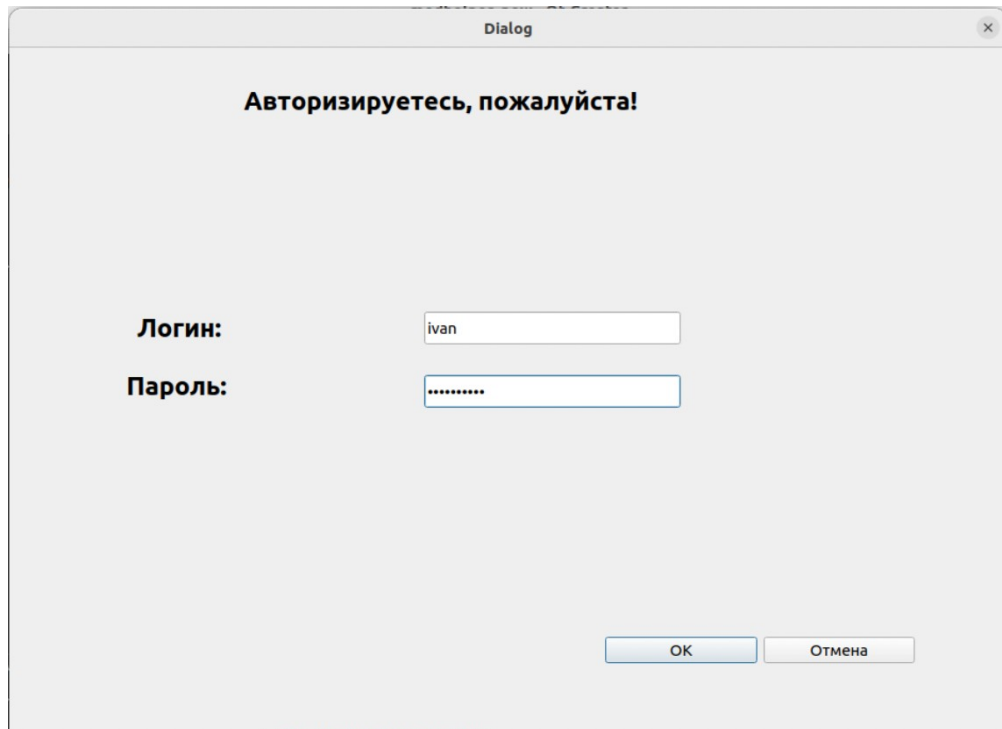 Dialog
Авторизируетесь, пожалуйста!
Логин:
ivan
Пароль:
••••••••••
OK
Отмена